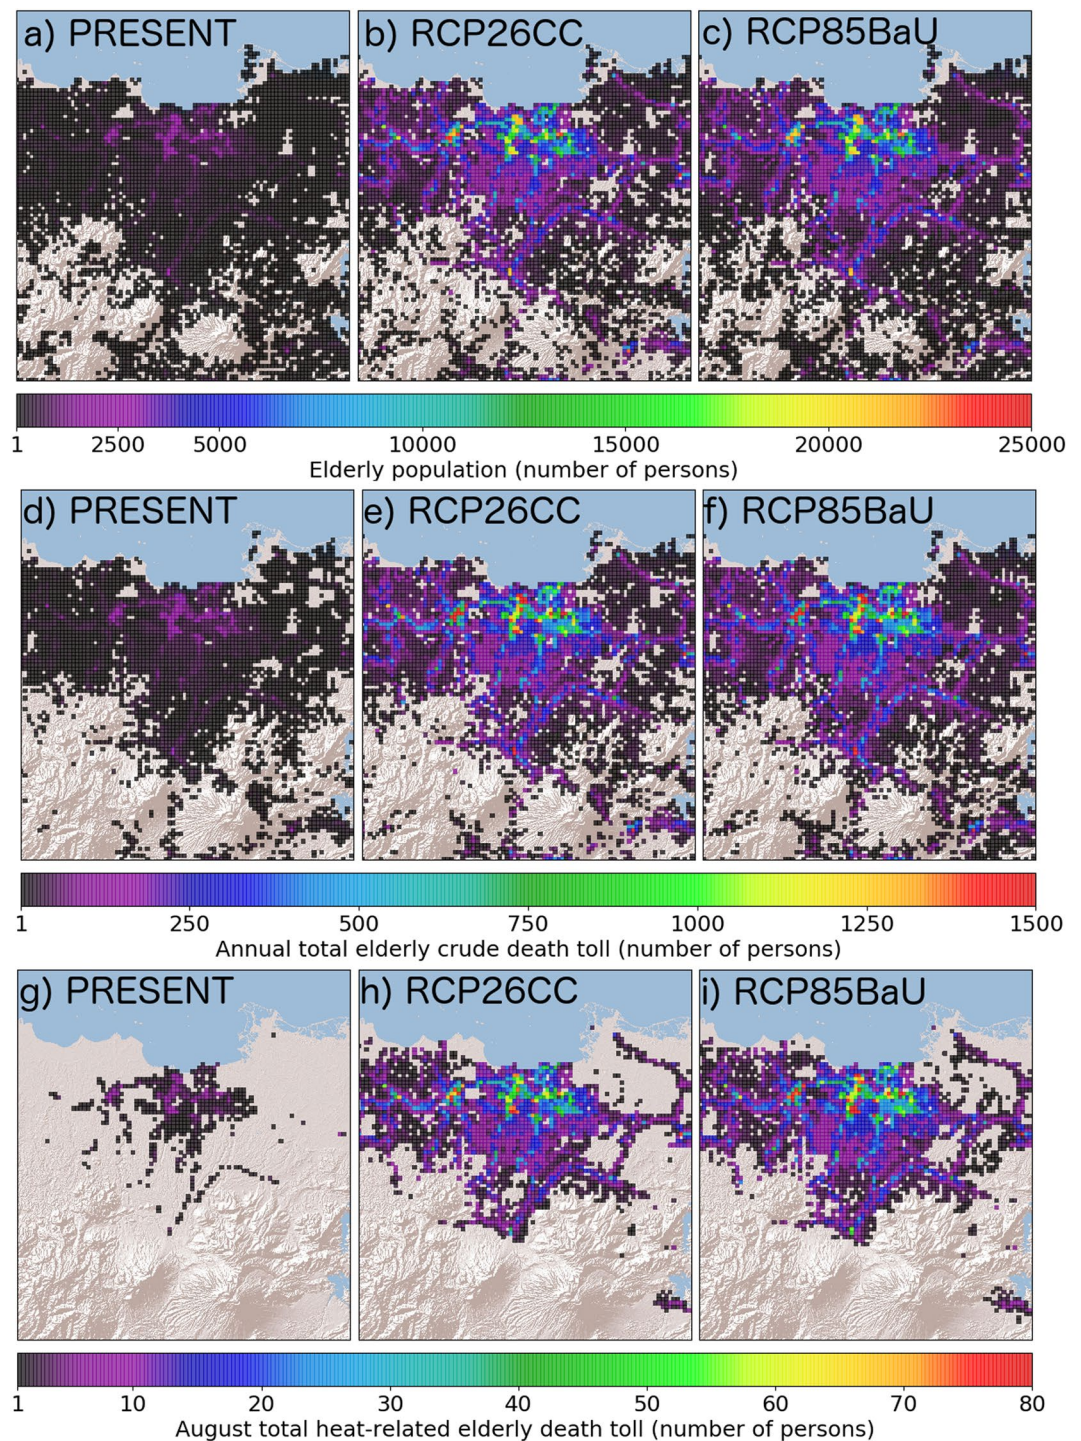 a) PRESENT b) RCP26CC c) RCP85BaU
1 2500 5000 10000 15000 20000 25000
Elderly population (number of persons)
d) PRESENT e) RCP26CC f) RCP85BaU
1 250 500 750 1000 1250 1500
Annual total elderly crude death toll (number of persons)
g) PRESENT h) RCP26CC i) RCP85BaU
1 10 20 30 40 50 60 70 80
August total heat-related elderly death toll (number of persons)